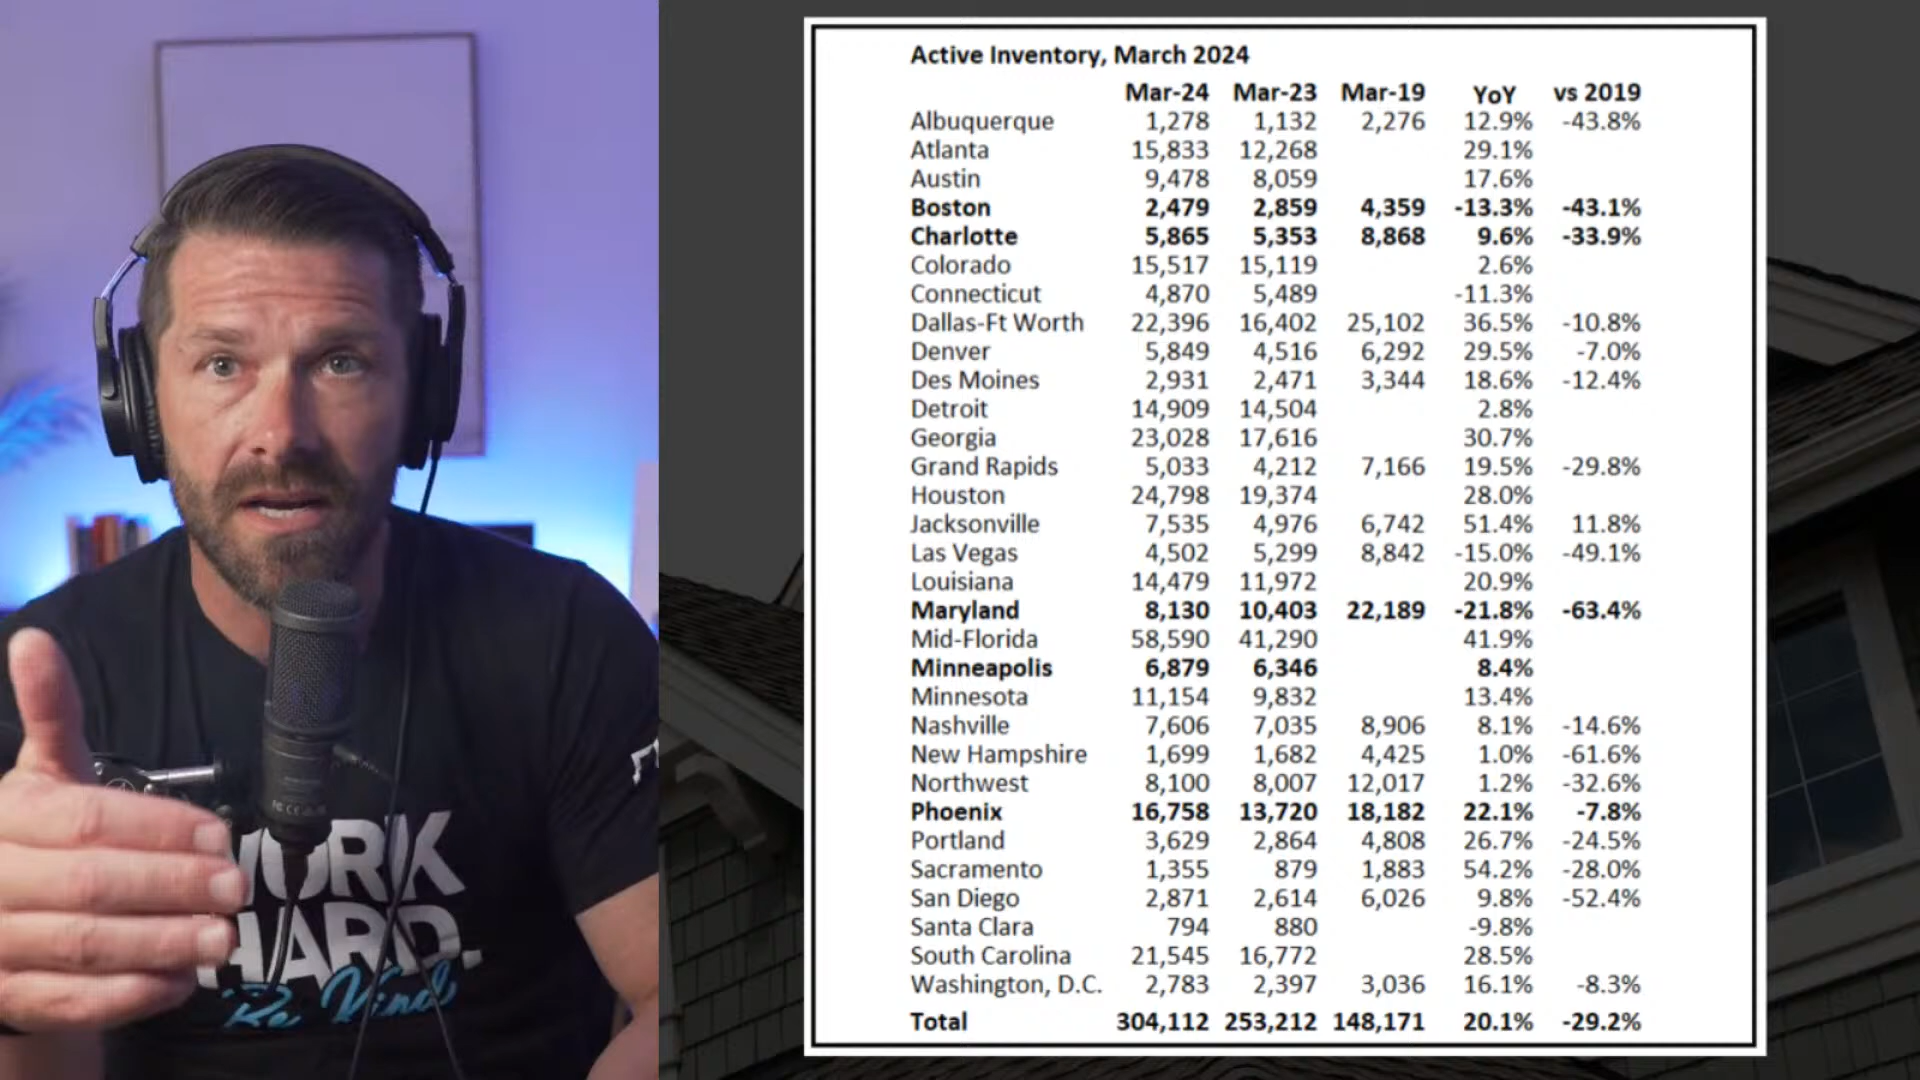 WORK
HARD.
Be Kind
Active Inventory, March 2024
Mar-24 Mar-23 Mar-19 YoY vs 2019
Albuquerque 1,278 1,132 2,276 12.9% -43.8%
Atlanta 15,833 12,268 29.1%
Austin 9,478 8,059 17.6%
Boston 2,479 2,859 4,359 -13.3% -43.1%
Charlotte 5,865 5,353 8,868 9.6% -33.9%
Colorado 15,517 15,119 2.6%
Connecticut 4,870 5,489 -11.3%
Dallas-Ft Worth 22,396 16,402 25,102 36.5% -10.8%
Denver 5,849 4,516 6,292 29.5% -7.0%
Des Moines 2,931 2,471 3,344 18.6% -12.4%
Detroit 14,909 14,504 2.8%
Georgia 23,028 17,616 30.7%
Grand Rapids 5,033 4,212 7,166 19.5% -29.8%
Houston 24,798 19,374 28.0%
Jacksonville 7,535 4,976 6,742 51.4% 11.8%
Las Vegas 4,502 5,299 8,842 -15.0% -49.1%
Louisiana 14,479 11,972 20.9%
Maryland 8,130 10,403 22,189 -21.8% -63.4%
Mid-Florida 58,590 41,290 41.9%
Minneapolis 6,879 6,346 8.4%
Minnesota 11,154 9,832 13.4%
Nashville 7,606 7,035 8,906 8.1% -14.6%
New Hampshire 1,699 1,682 4,425 1.0% -61.6%
Northwest 8,100 8,007 12,017 1.2% -32.6%
Phoenix 16,758 13,720 18,182 22.1% -7.8%
Portland 3,629 2,864 4,808 26.7% -24.5%
Sacramento 1,355 879 1,883 54.2% -28.0%
San Diego 2,871 2,614 6,026 9.8% -52.4%
Santa Clara 794 880 -9.8%
South Carolina 21,545 16,772 28.5%
Washington, D.C. 2,783 2,397 3,036 16.1% -8.3%
Total 304,112 253,212 148,171 20.1% -29.2%